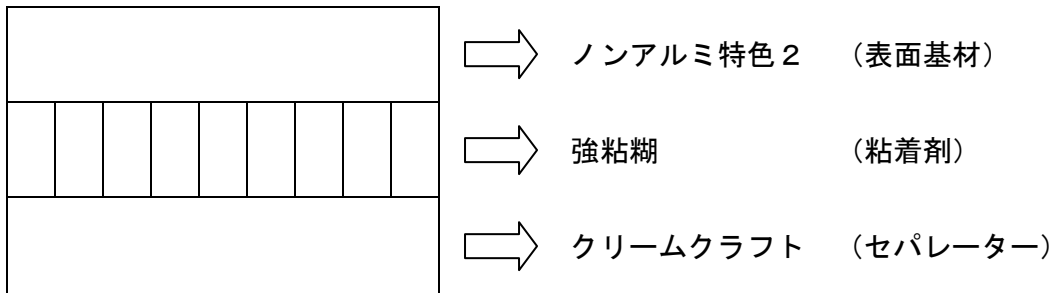 ノンアルミ特色２　（表面基材）
強粘糊　（粘着剤）
クリームクラフト　（セパレーター）